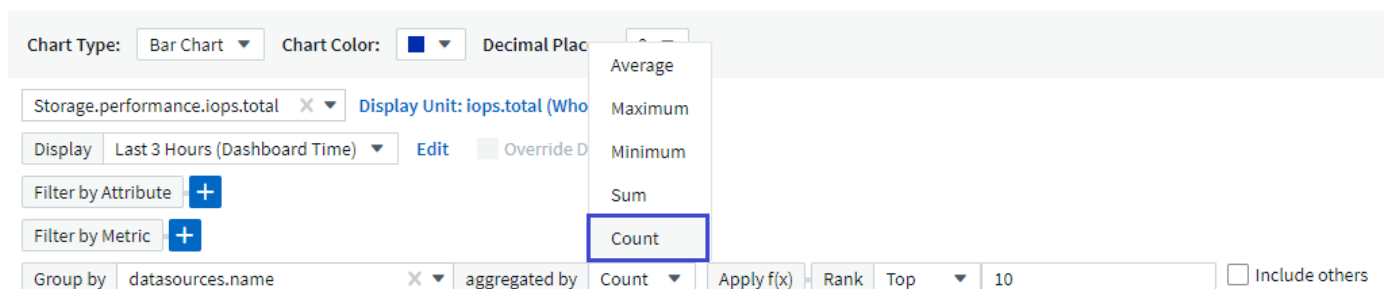 Chart Type: Bar Chart Chart Color: Decimal Plac
Average
Storage.performance.iops.total Display Unit: iops.total (Who
Maximum
Display Last 3 Hours (Dashboard Time) Edit Override D
Minimum
Filter by Attribute
Sum
Filter by Metric
Count
Group by datasources.name aggregated by Count Apply f(x) Rank Top 10 Include others